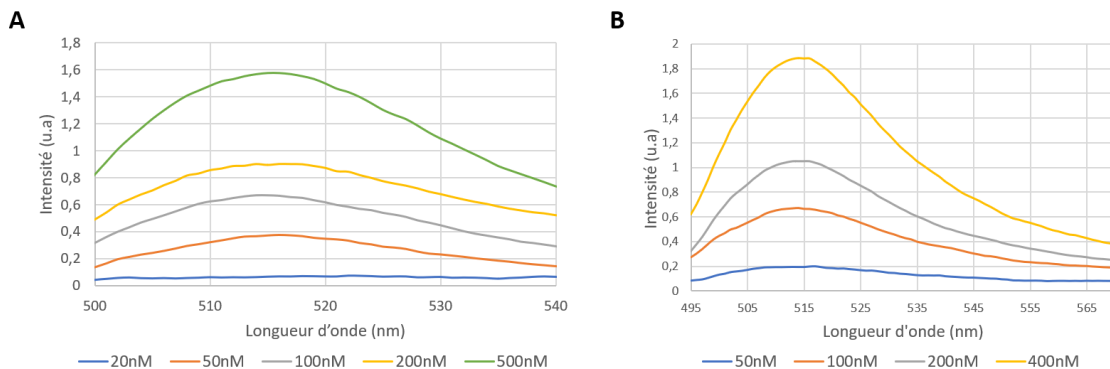 A
Intensité (u.a)
1,8
1,6
1,4
1,2
1
0,8
0,6
0,4
0,2
0
500 510 520 530 540
Longueur d’onde (nm)
20nM 50nM 100nM 200nM 500nM
B
Intensité (u.a)
2
1,8
1,6
1,4
1,2
1
0,8
0,6
0,4
0,2
0
495 505 515 525 535 545 555 565
Longueur d'onde (nm)
50nM 100nM 200nM 400nM